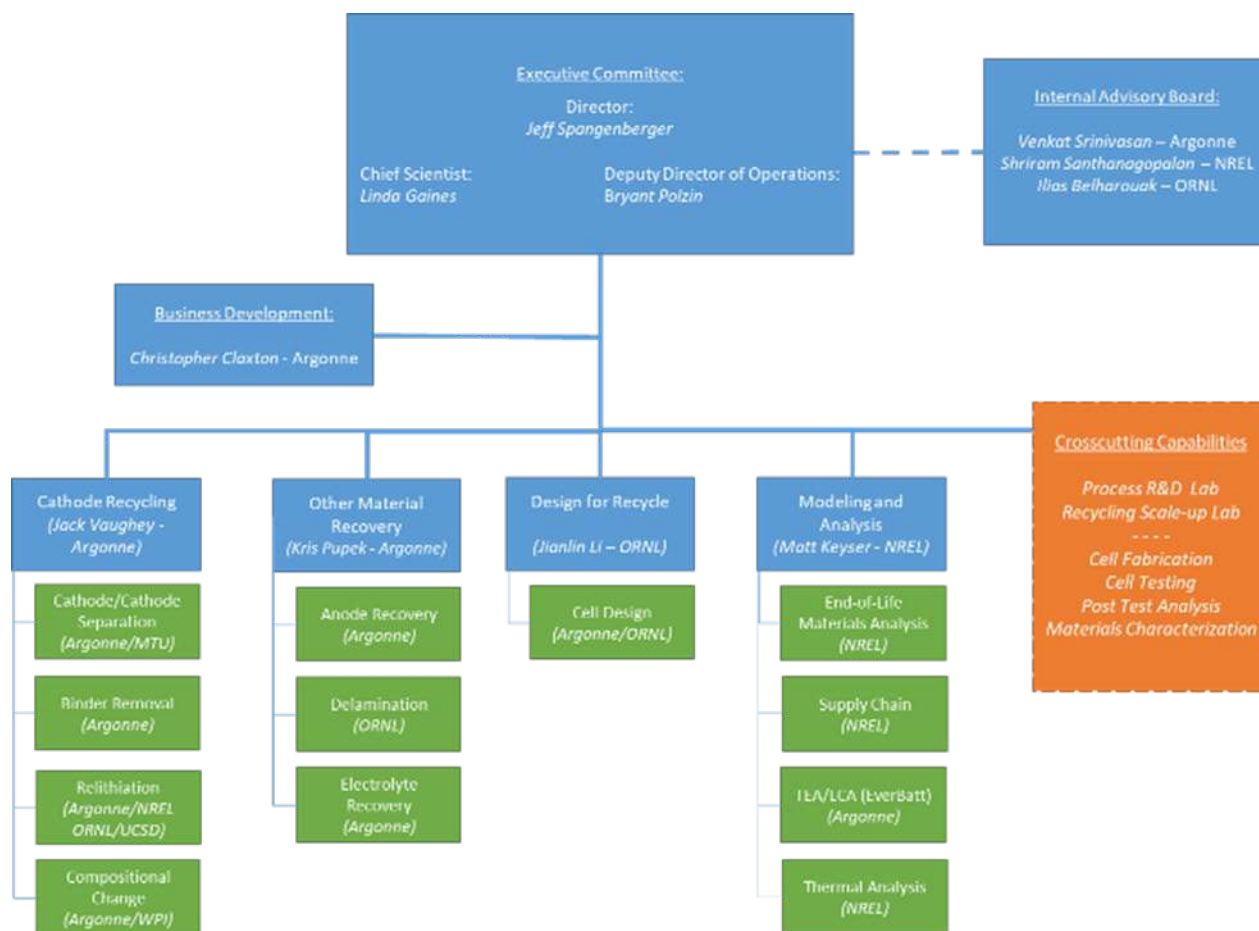 Executive Committee:
Director:
Jeff Spangenberger
Chief Scientist:
Linda Gaines
Deputy Director of Operations:
Bryant Polzin
Internal Advisory Board:
Venkat Srinivasan – Argonne
Shriram Santhanagopalan – NREL
Ilias Belharouak – ORNL
Business Development:
Christopher Claxton - Argonne
Crosscutting Capabilities
Process R&D Lab
Recycling Scale-up Lab
- - - -
Cell Fabrication
Cell Testing
Post Test Analysis
Materials Characterization
Cathode Recycling
(Jack Vaughey -
Argonne)
Cathode/Cathode
Separation
(Argonne/MTU)
Binder Removal
(Argonne)
Relithiation
(Argonne/NREL
ORNL/UCSD)
Compositional
Change
(Argonne/WPI)
Other Material
Recovery
(Kris Pupek - Argonne)
Anode Recovery
(Argonne)
Delamination
(ORNL)
Electrolyte
Recovery
(Argonne)
Design for Recycle
(Jianlin Li – ORNL)
Cell Design
(Argonne/ORNL)
Modeling and
Analysis
(Matt Keyser - NREL)
End-of-Life
Materials Analysis
(NREL)
Supply Chain
(NREL)
TEA/LCA (EverBatt)
(Argonne)
Thermal Analysis
(NREL)